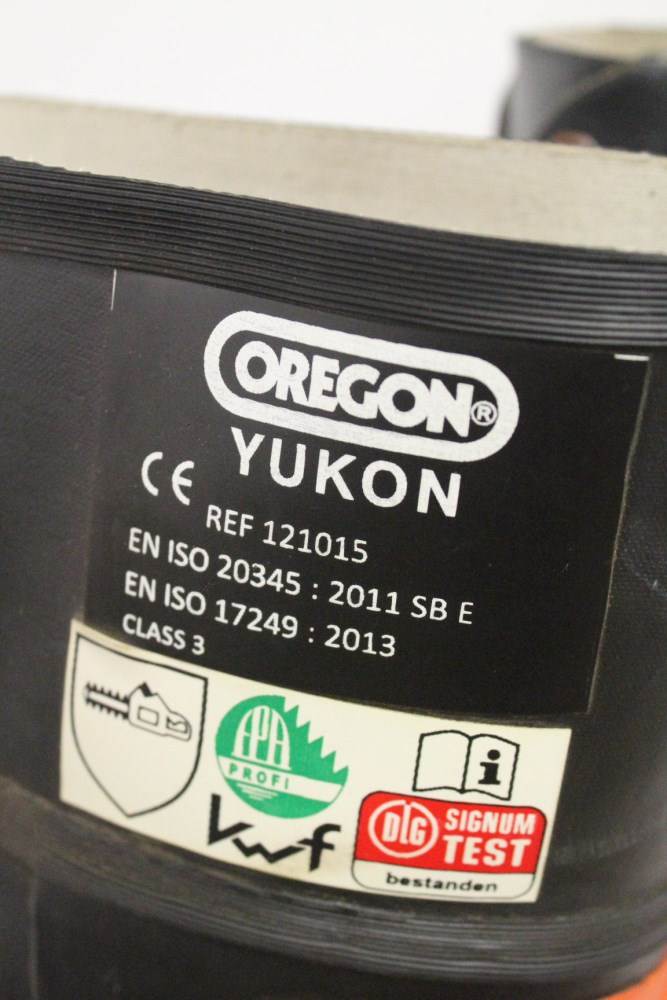 OREGON®
YUKON
CE
REF 121015
EN ISO 20345 : 2011 SB E
EN ISO 17249 : 2013
CLASS 3
FPA
PROFI
i
KWF
DLG SIGNUM
TEST
bestanden